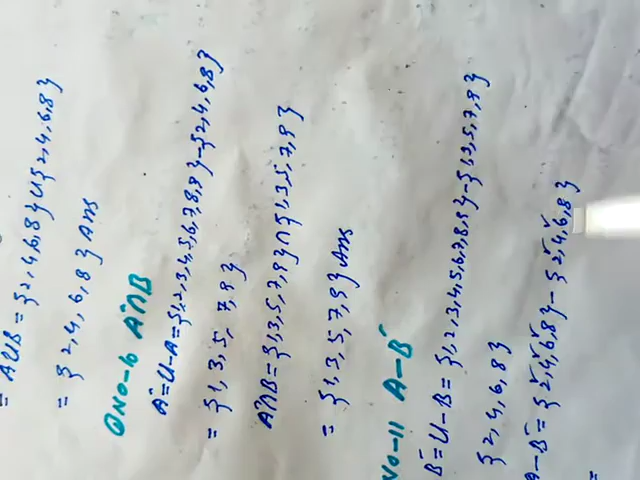 = A∪B̄ = {2,4,6,8} ∪ {2,4,6,8}
= {2,4,6,8} Ans
QNo-6 Ā∩B
Ā=U-A={1,2,3,4,5,6,7,8,9}-{2,4,6,8}
= {1,3,5,7,9}
Ā∩B={1,3,5,7,9}∩{1,3,5,7,9}
= {1,3,5,7,9} Ans
No-11 A-B̄
B̄=U-B={1,2,3,4,5,6,7,8,9}-{1,3,5,7,9}
{2,4,6,8}
A-B̄={2,4,6,8}-{2,4,6,8}
=